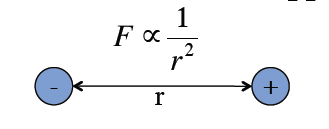 F ∝ 1/r²
- r +